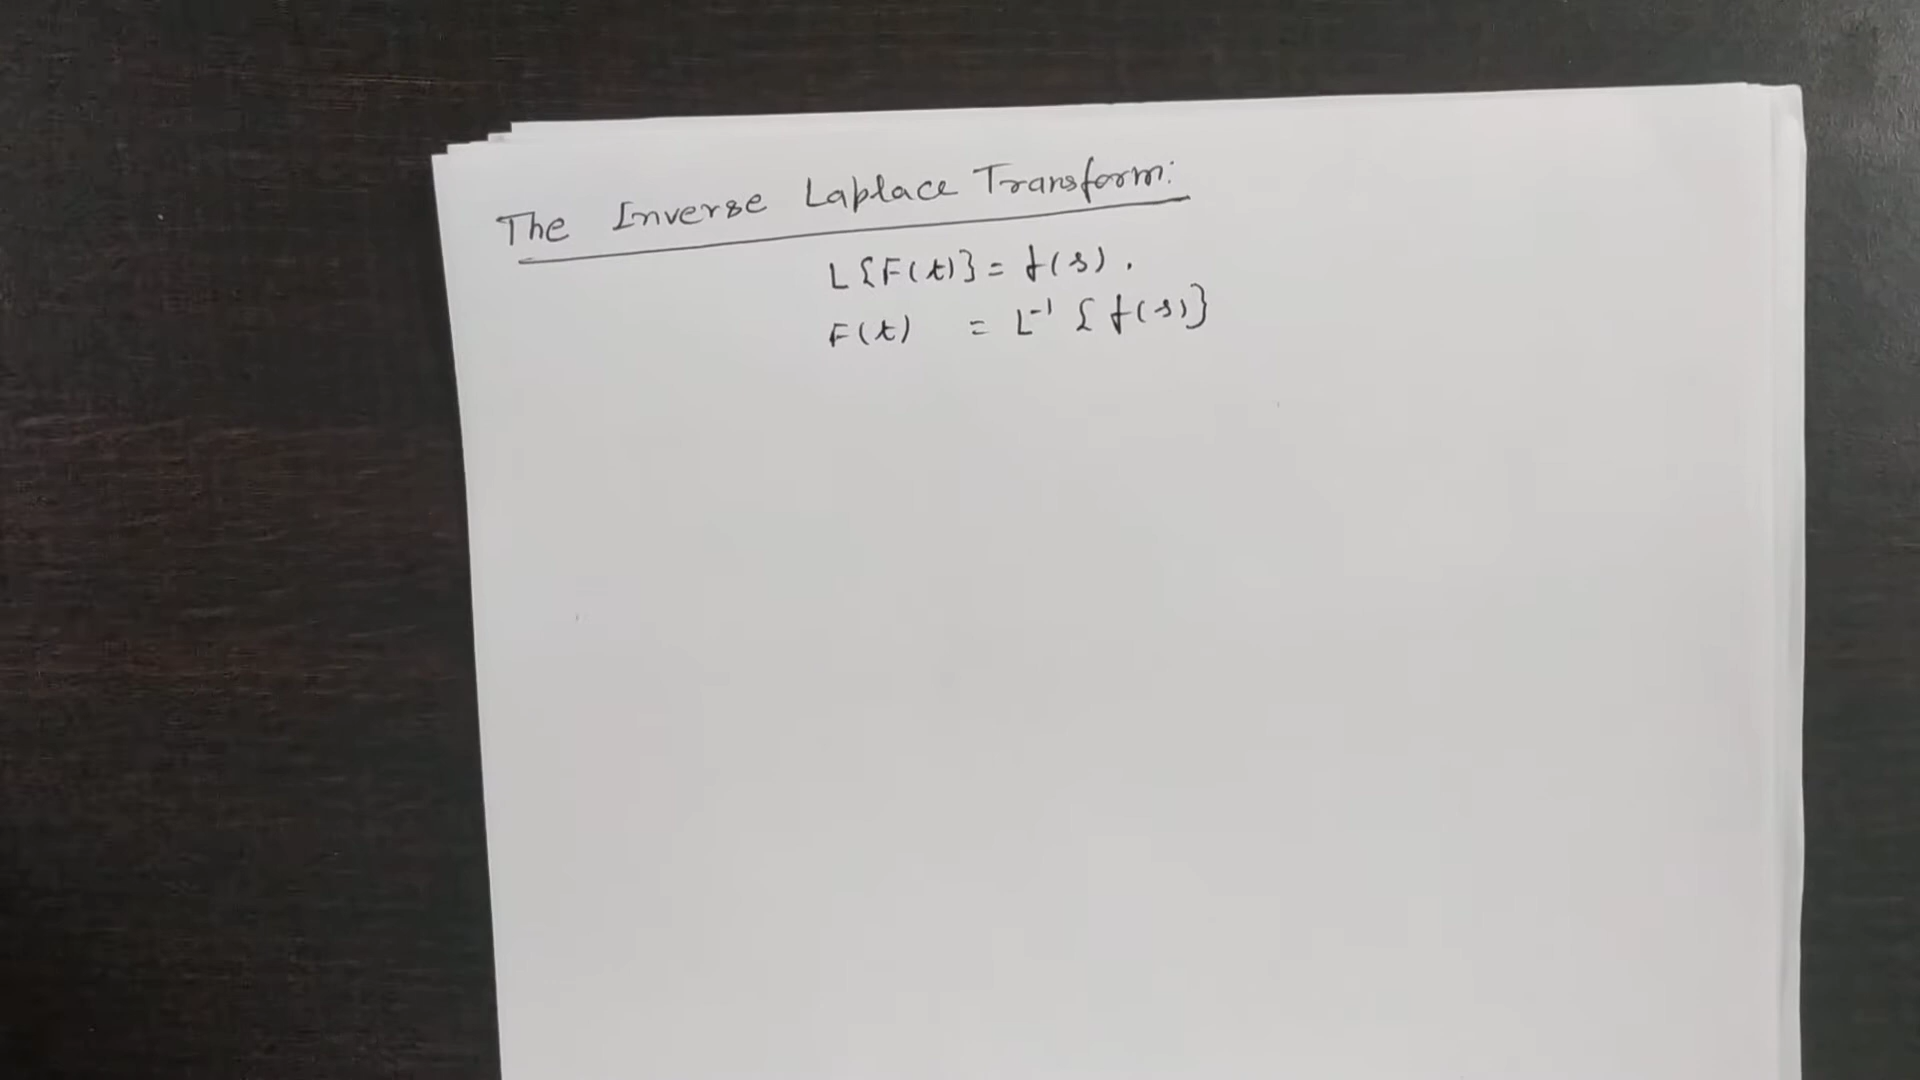 The Inverse Laplace Transform:
L{F(t)} = f(s).
F(t) = L⁻¹ {f(s)}